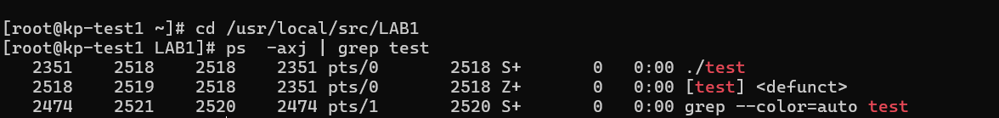 [root@kp-test1 ~]# cd /usr/local/src/LAB1
[root@kp-test1 LAB1]# ps  -axj | grep test
   2351    2518    2518    2351 pts/0       2518 S+       0   0:00 ./test
   2518    2519    2518    2351 pts/0       2518 Z+       0   0:00 [test] <defunct>
   2474    2521    2520    2474 pts/1       2520 S+       0   0:00 grep --color=auto test